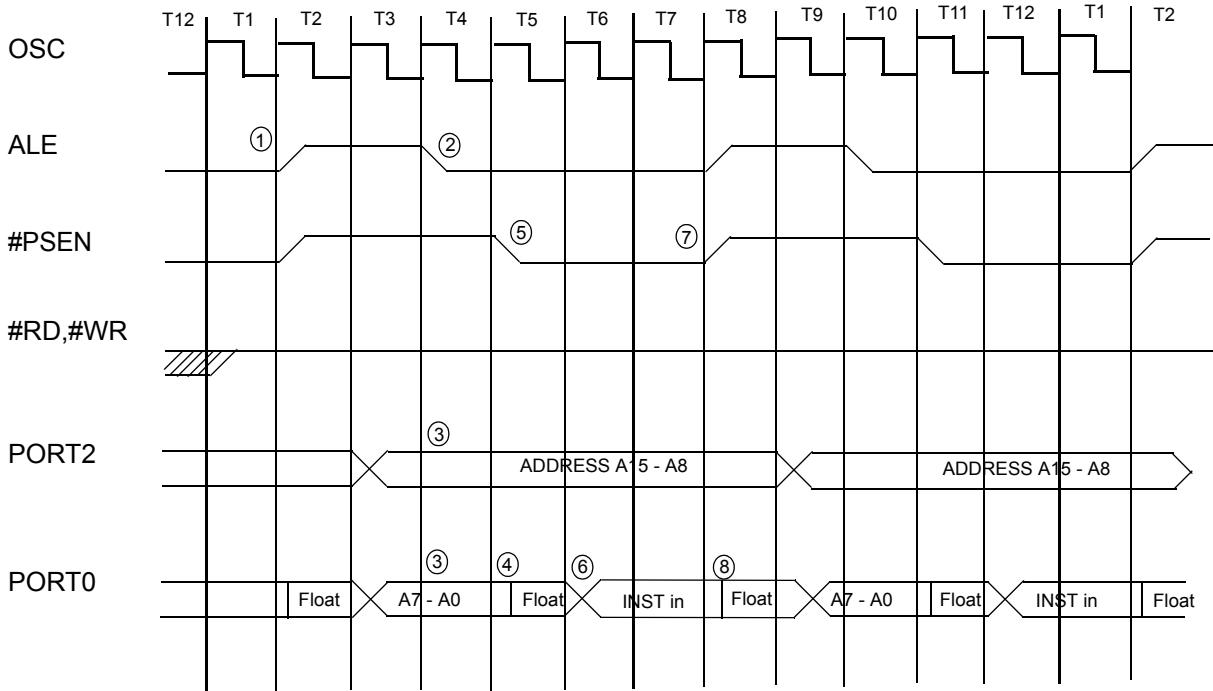 T12 T1 T2 T3 T4 T5 T6 T7 T8 T9 T10 T11 T12 T1 T2
OSC
ALE ① ②
#PSEN ⑤ ⑦
#RD,#WR
③
PORT2 ADDRESS A15 - A8 ADDRESS A15 - A8
③ ④ ⑥ ⑧
PORT0 Float A7 - A0 Float INST in Float A7 - A0 Float INST in Float